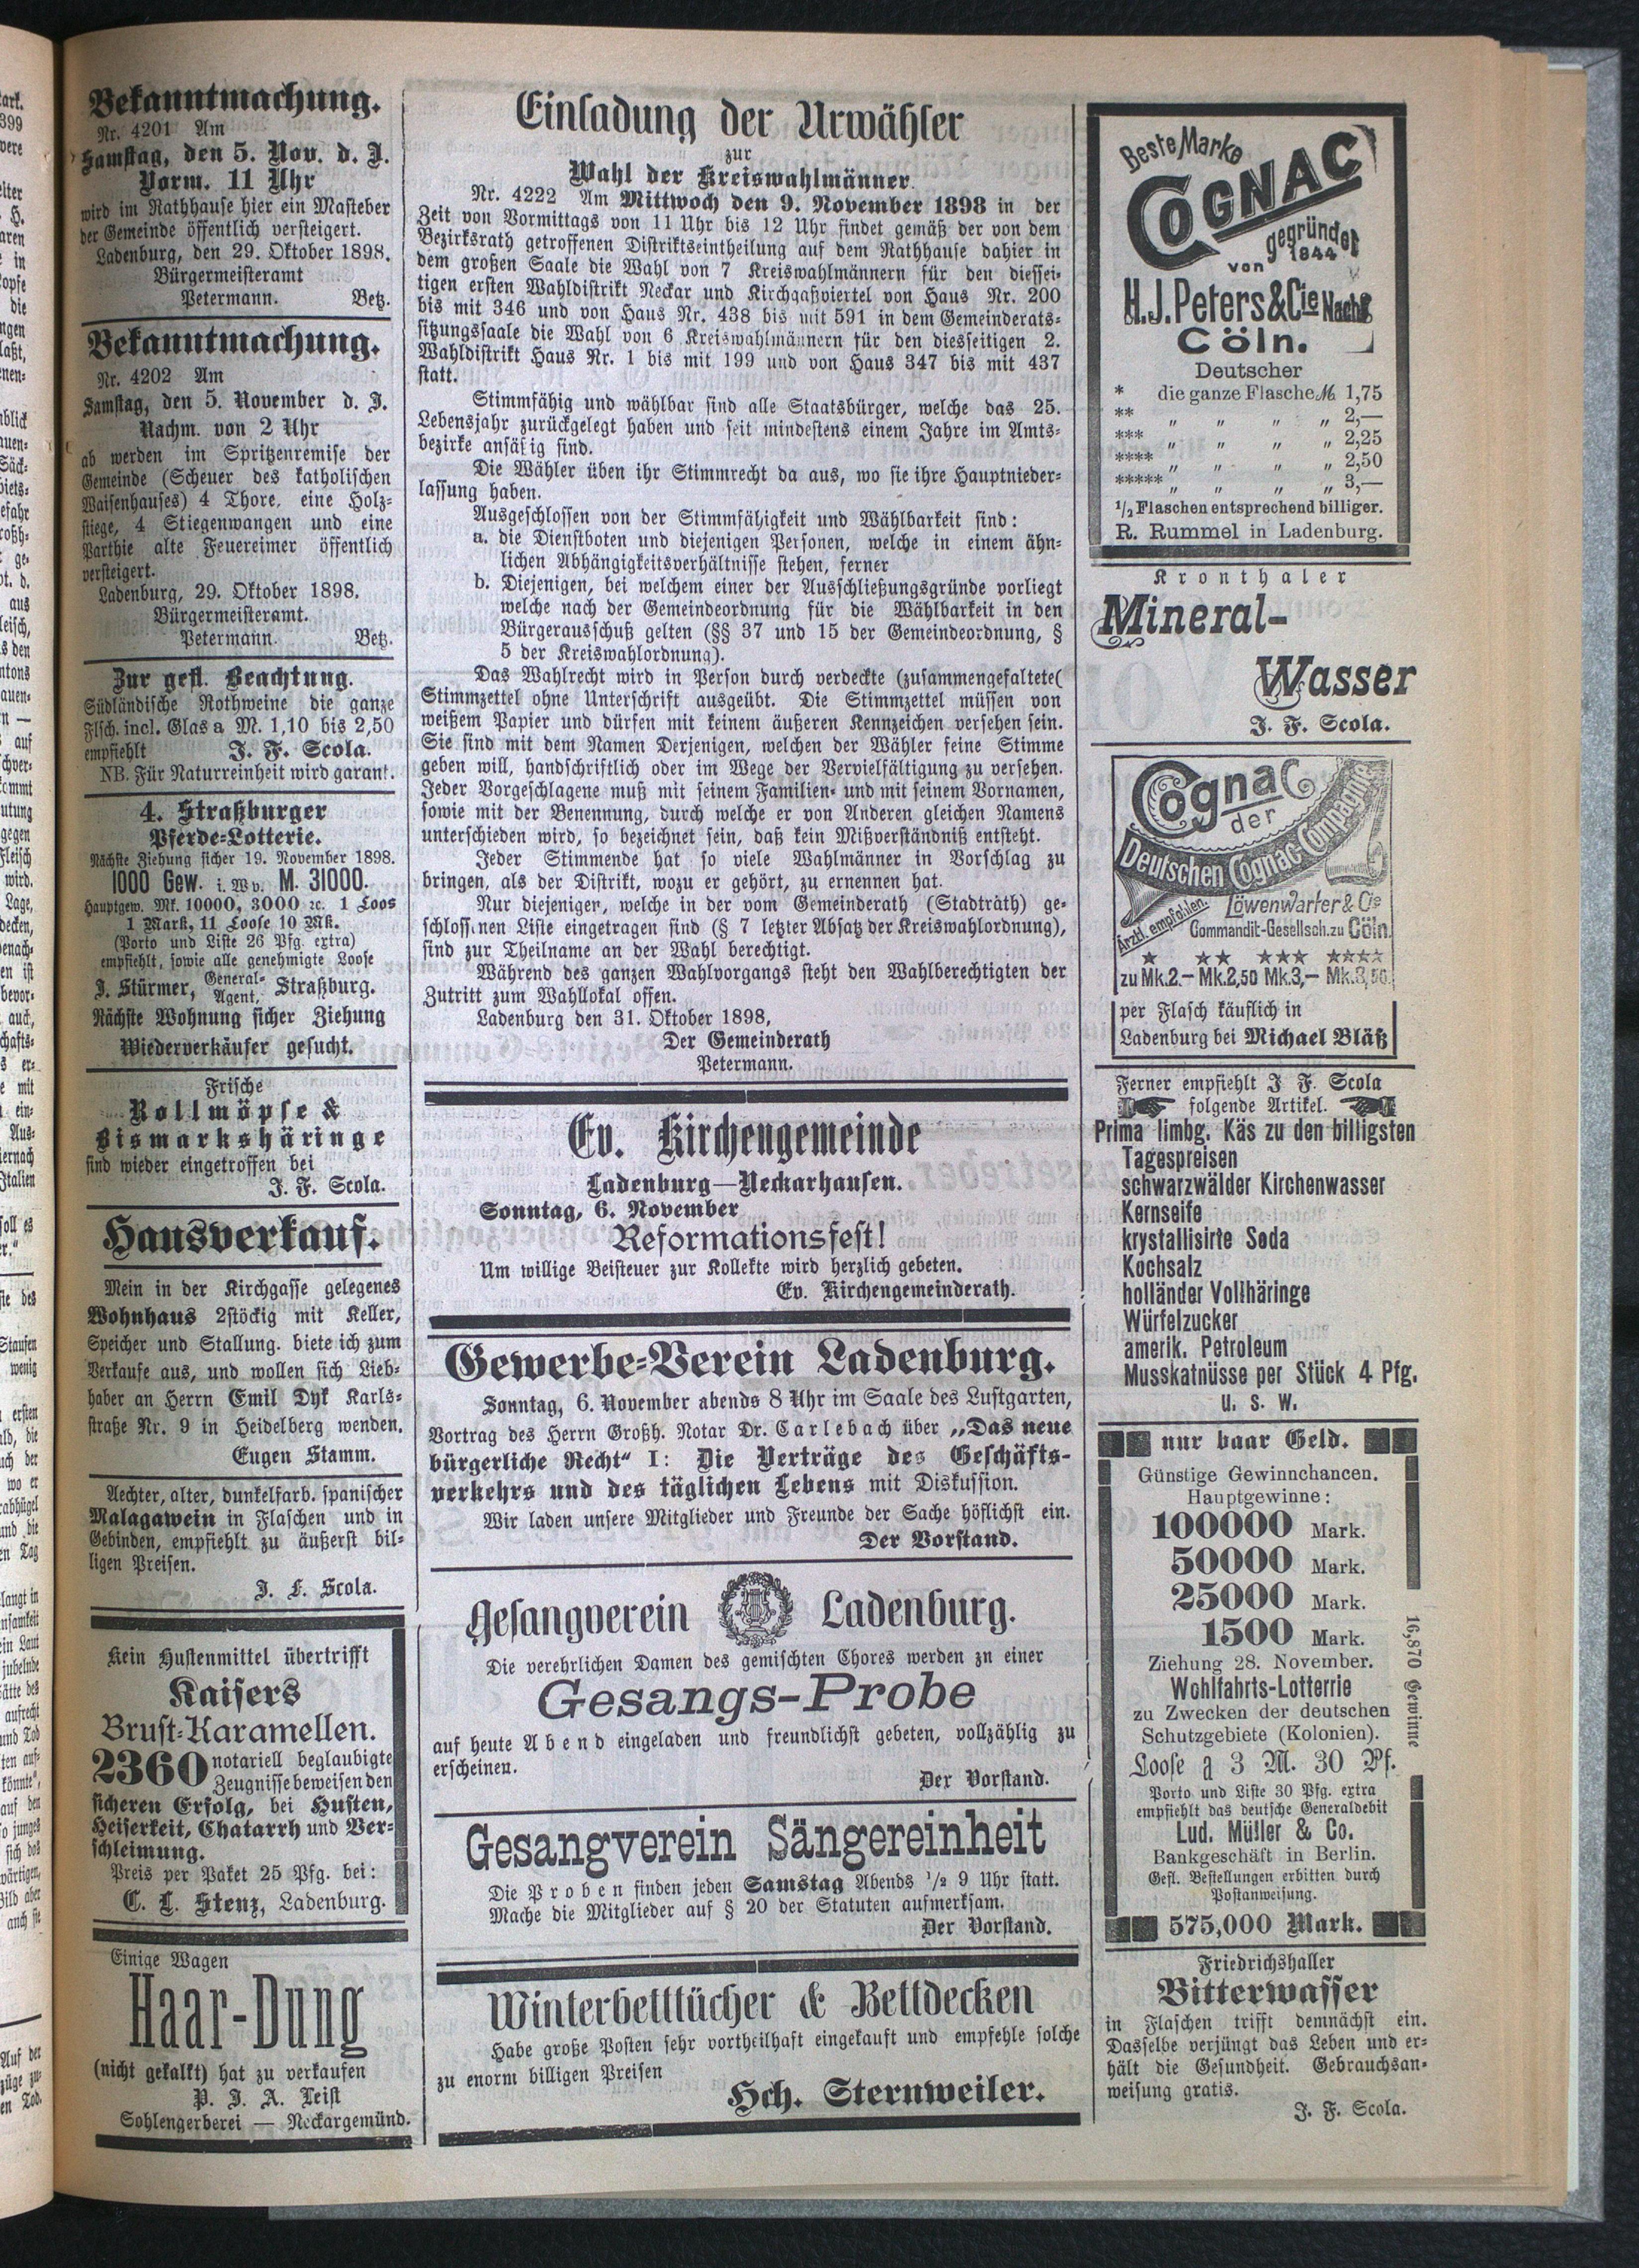 Bekanntmachung.
Nr. 4201 Am
Samstag, den 5. Nov. d. J.
Vorm. 11 Uhr
wird im Rathhause hier ein Masteber
der Gemeinde öffentlich versteigert.
Ladenburg, den 29. Oktober 1898.
Bürgermeisteramt
Petermann. Betz.
Bekanntmachung.
Nr. 4202 Am
Samstag, den 5. November d. J.
Nachm. von 2 Uhr
ab werden im Spritzenremise der
Gemeinde (Scheuer des katholischen
Waisenhauses) 4 Thore, eine Holz-
stiege, 4 Stiegenwangen und eine
Parthie alte Feuereimer öffentlich
versteigert.
Ladenburg, 29. Oktober 1898.
Bürgermeisteramt.
Petermann. Betz.
Zur gefl. Beachtung.
Südländische Rothweine die ganze
Flsch. incl. Glas a M. 1,10 bis 2,50
empfiehlt J. F. Scola.
NB. Für Naturreinheit wird garant.
4. Straßburger
Pferde-Lotterie.
Nächste Ziehung sicher 19. November 1898.
1000 Gew. i. W v. M. 31000.
Hauptgew. Mk. 10000, 3000 ꝛc. 1 Loos
1 Mark, 11 Loose 10 Mk.
(Porto und Liste 26 Pfg. extra)
empfiehlt, sowie alle genehmigte Loose
J. Stürmer, General-Agent, Straßburg.
Nächste Wohnung sicher Ziehung
Wiederverkäufer gesucht.
Frische
Rollmöpse &
Bismarkshäringe
sind wieder eingetroffen bei
J. F. Scola.
Hausverkauf.
Mein in der Kirchgasse gelegenes
Wohnhaus 2stöckig mit Keller,
Speicher und Stallung. biete ich zum
Verkaufe aus, und wollen sich Lieb-
haber an Herrn Emil Dyk Karls-
straße Nr. 9 in Heidelberg wenden.
Eugen Stamm.
Aechter, alter, dunkelfarb. spanischer
Malagawein in Flaschen und in
Gebinden, empfiehlt zu äußerst bil-
ligen Preisen.
J. F. Scola.
Kein Hustenmittel übertrifft
Kaisers
Brust-Karamellen.
2360 notariell beglaubigte
Zeugnisse beweisen den
sicheren Erfolg, bei Husten,
Heiserkeit, Chatarrh und Ver-
schleimung.
Preis per Paket 25 Pfg. bei:
C. L. Stenz, Ladenburg.
Einige Wagen
Haar-Dung
(nicht gekalkt) hat zu verkaufen
P. J. A. Leist
Sohlengerberei — Neckargemünd.
Einladung der Urwähler
zur
Wahl der Kreiswahlmänner.
Nr. 4222 Am Mittwoch den 9. November 1898 in der
Zeit von Vormittags von 11 Uhr bis 12 Uhr findet gemäß der von dem
Bezirksrath getroffenen Distriktseintheilung auf dem Rathhause dahier in
dem großen Saale die Wahl von 7 Kreiswahlmännern für den diessei-
tigen ersten Wahldistrikt Neckar und Kirchgaßviertel von Haus Nr. 200
bis mit 346 und von Haus Nr. 438 bis mit 591 in dem Gemeinderats-
sitzungssaale die Wahl von 6 Kreiswahlmännern für den diesseitigen 2.
Wahldistrikt Haus Nr. 1 bis mit 199 und von Haus 347 bis mit 437
statt.
Stimmfähig und wählbar sind alle Staatsbürger, welche das 25.
Lebensjahr zurückgelegt haben und seit mindestens einem Jahre im Amts-
bezirke ansäßig sind.
Die Wähler üben ihr Stimmrecht da aus, wo sie ihre Hauptnieder-
lassung haben.
Ausgeschlossen von der Stimmfähigkeit und Wählbarkeit sind:
a. die Dienstboten und diejenigen Personen, welche in einem ähn-
lichen Abhängigkeitsverhältnisse stehen, ferner
b. Diejenigen, bei welchem einer der Ausschließungsgründe vorliegt
welche nach der Gemeindeordnung für die Wählbarkeit in den
Bürgerausschuß gelten (§§ 37 und 15 der Gemeindeordnung, §
5 der Kreiswahlordnung).
Das Wahlrecht wird in Person durch verdeckte (zusammengefaltete(
Stimmzettel ohne Unterschrift ausgeübt. Die Stimmzettel müssen von
weißem Papier und dürfen mit keinem äußeren Kennzeichen versehen sein.
Sie sind mit dem Namen Derjenigen, welchen der Wähler seine Stimme
geben will, handschriftlich oder im Wege der Vervielfältigung zu versehen.
Jeder Vorgeschlagene muß mit seinem Familien- und mit seinem Vornamen,
sowie mit der Benennung, durch welche er von Anderen gleichen Namens
unterschieden wird, so bezeichnet sein, daß kein Mißverständniß entsteht.
Jeder Stimmende hat so viele Wahlmänner in Vorschlag zu
bringen, als der Distrikt, wozu er gehört, zu ernennen hat.
Nur diejenigen, welche in der vom Gemeinderath (Stadtrath) ge-
schlossenen Liste eingetragen sind (§ 7 letzter Absatz der Kreiswahlordnung),
sind zur Theilname an der Wahl berechtigt.
Während des ganzen Wahlvorgangs steht den Wahlberechtigten der
Zutritt zum Wahllokal offen.
Ladenburg den 31. Oktober 1898,
Der Gemeinderath
Petermann.
Ev. Kirchengemeinde
Ladenburg—Neckarhausen.
Sonntag, 6. November
Reformationsfest!
Um willige Beisteuer zur Kollekte wird herzlich gebeten.
Ev. Kirchengemeinderath.
Gewerbe-Verein Ladenburg.
Sonntag, 6. November abends 8 Uhr im Saale des Lustgarten,
Vortrag des Herrn Großh. Notar Dr. Carlebach über „Das neue
bürgerliche Recht“ I: Die Verträge des Geschäfts-
verkehrs und des täglichen Lebens mit Diskussion.
Wir laden unsere Mitglieder und Freunde der Sache höflichst ein.
Der Vorstand.
Gesangverein Ladenburg.
Die verehrlichen Damen des gemischten Chores werden zu einer
Gesangs-Probe
auf heute Abend eingeladen und freundlichst gebeten, vollzählig zu
erscheinen.
Der Vorstand.
Gesangverein Sängereinheit
Die Proben finden jeden Samstag Abends 1/2 9 Uhr statt.
Mache die Mitglieder auf § 20 der Statuten aufmerksam.
Der Vorstand.
Winterbetttücher & Bettdecken
Habe große Posten sehr vortheilhaft eingekauft und empfehle solche
zu enorm billigen Preisen
Hch. Sternweiler.
Beste Marke
COGNAC
gegründet
von 1844
H. J. Peters & Cie Nachf.
Cöln.
Deutscher
* die ganze Flasche M. 1,75
** „ „ „ „ 2,—
*** „ „ „ „ 2,25
**** „ „ „ „ 2,50
***** „ „ „ „ 3,—
1/2 Flaschen entsprechend billiger.
R. Rummel in Ladenburg.
Kronthaler
Mineral-
Wasser
J. F. Scola.
Cognac
der
Deutschen Cognac Compagnie
Ärztl. empfohlen. Löwenwarter & Cie
Commandit-Gesellsch. zu Cöln.
★ ★★ ★★★ ★★★★
zu Mk. 2.— Mk. 2,50 Mk. 3,— Mk. 3,50.
per Flasch käuflich in
Ladenburg bei Michael Bläß
Ferner empfiehlt J F. Scola
folgende Artikel.
Prima limbg. Käs zu den billigsten
Tagespreisen
schwarzwälder Kirchenwasser
Kernseife
krystallisirte Soda
Kochsalz
holländer Vollhäringe
Würfelzucker
amerik. Petroleum
Musskatnüsse per Stück 4 Pfg.
u. s. w.
nur baar Geld.
Günstige Gewinnchancen.
Hauptgewinne:
100000 Mark.
50000 Mark.
25000 Mark.
1500 Mark.
Ziehung 28. November.
Wohlfahrts-Lotterrie
zu Zwecken der deutschen
Schutzgebiete (Kolonien).
Loose a 3 M. 30 Pf.
Porto und Liste 30 Pfg. extra
empfiehlt das deutsche Generaldebit
Lud. Müller & Co.
Bankgeschäft in Berlin.
Gefl. Bestellungen erbitten durch
Postanweisung.
16,870 Gewinne
575,000 Mark.
Friedrichshaller
Bitterwasser
in Flaschen trifft demnächst ein.
Dasselbe verjüngt das Leben und er-
hält die Gesundheit. Gebrauchsan-
weisung gratis.
J. F. Scola.